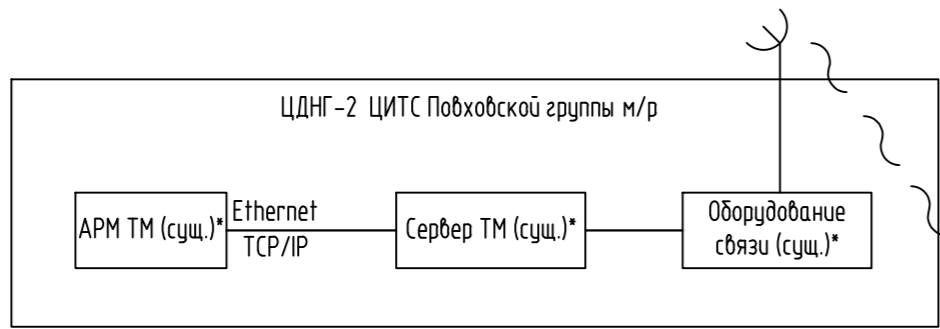 ЦДНГ-2 ЦИТС Повховской группы м/р
АРМ ТМ (сущ.)*
Ethernet
TCP/IP
Сервер ТМ (сущ.)*
Оборудование
связи (сущ.)*